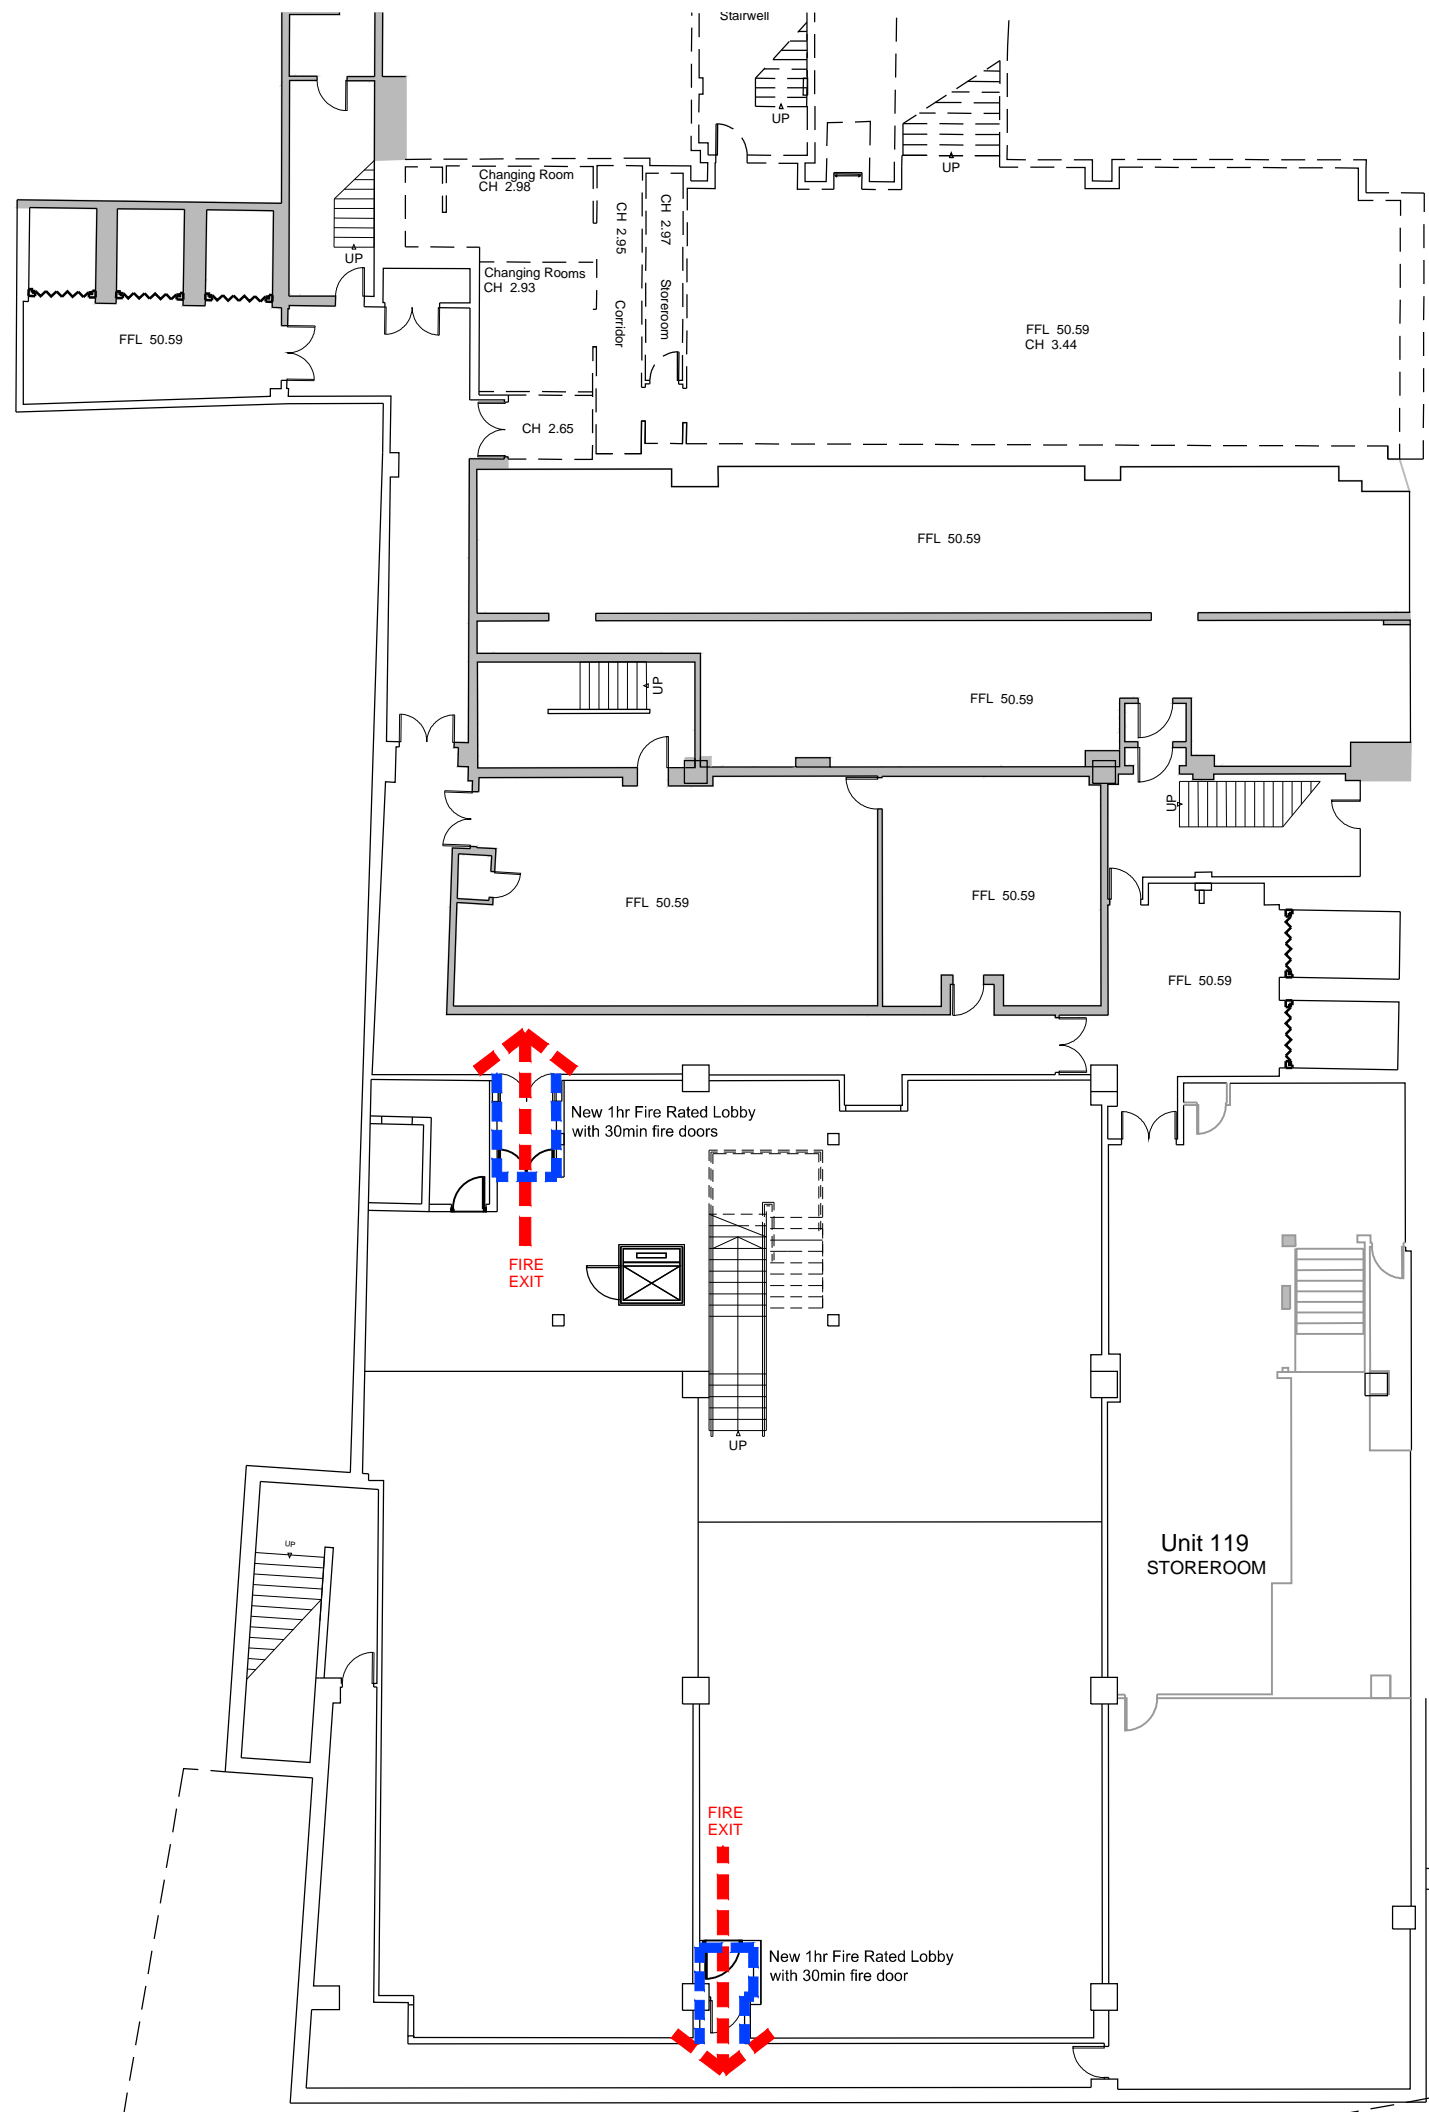 Stairwell
UP
UP
Changing Room
CH 2.98
CH 2.95
Corridor
CH 2.97
Storeroom
UP
Changing Rooms
CH 2.93
FFL 50.59
FFL 50.59
CH 3.44
CH 2.65
FFL 50.59
UP
FFL 50.59
UP
FFL 50.59
FFL 50.59
FFL 50.59
New 1hr Fire Rated Lobby
with 30min fire doors
FIRE
EXIT
UP
Unit 119
STOREROOM
UP
FIRE
EXIT
New 1hr Fire Rated Lobby
with 30min fire door